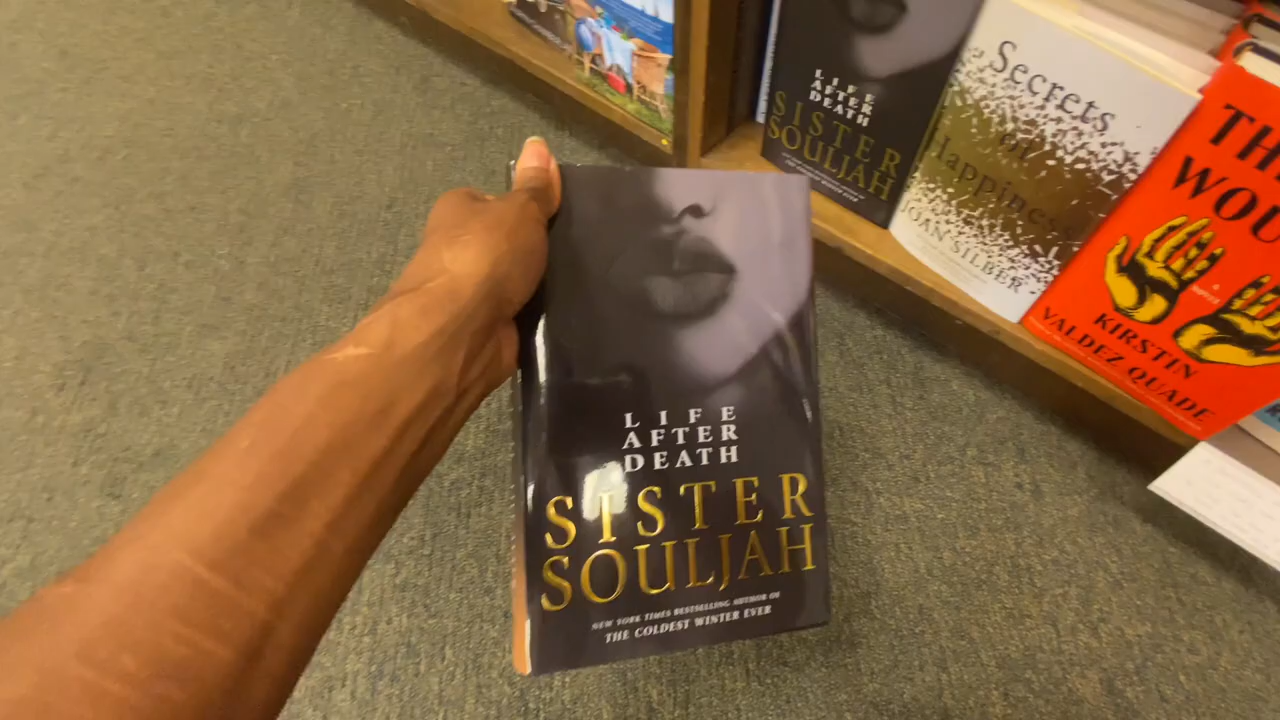 LIFE
AFTER
DEATH
SISTER
SOULJAH
NEW YORK TIMES BESTSELLING AUTHOR OF
THE COLDEST WINTER EVER
LIFE
AFTER
DEATH
SISTER
SOULJAH
Secrets
of
Happiness
JOAN SILBER
THE
WOU
a
novel
KIRSTIN
VALDEZ QUADE